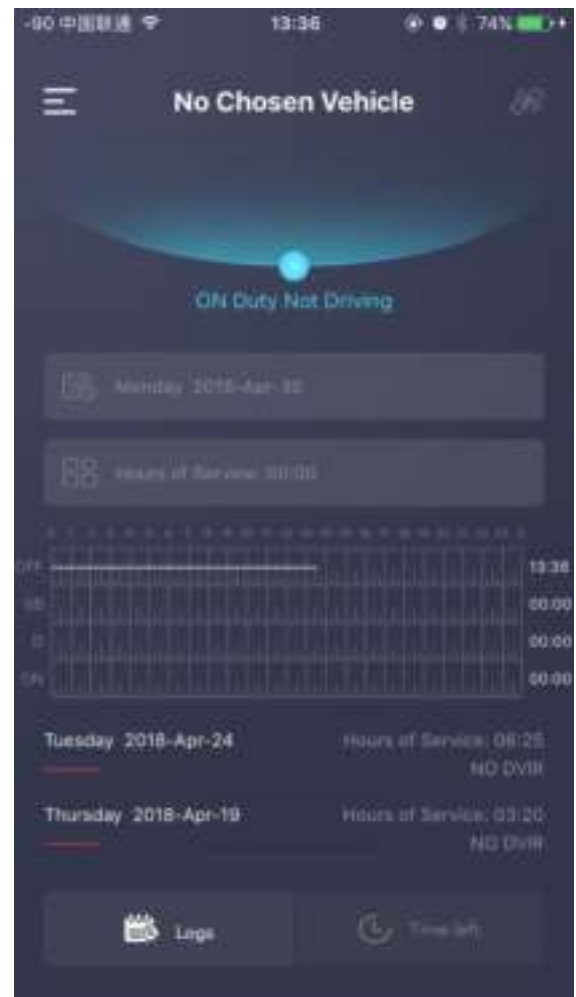 -90 中国联通 13:36 74%
No Chosen Vehicle
ON Duty Not Driving
Monday 2018-Apr-30
Hours of Service: 00:00
OFF 13:36
SB 00:00
D 00:00
ON 00:00
Tuesday 2018-Apr-24 Hours of Service: 06:25
NO DVIR
Thursday 2018-Apr-19 Hours of Service: 03:20
NO DVIR
Logs Time left